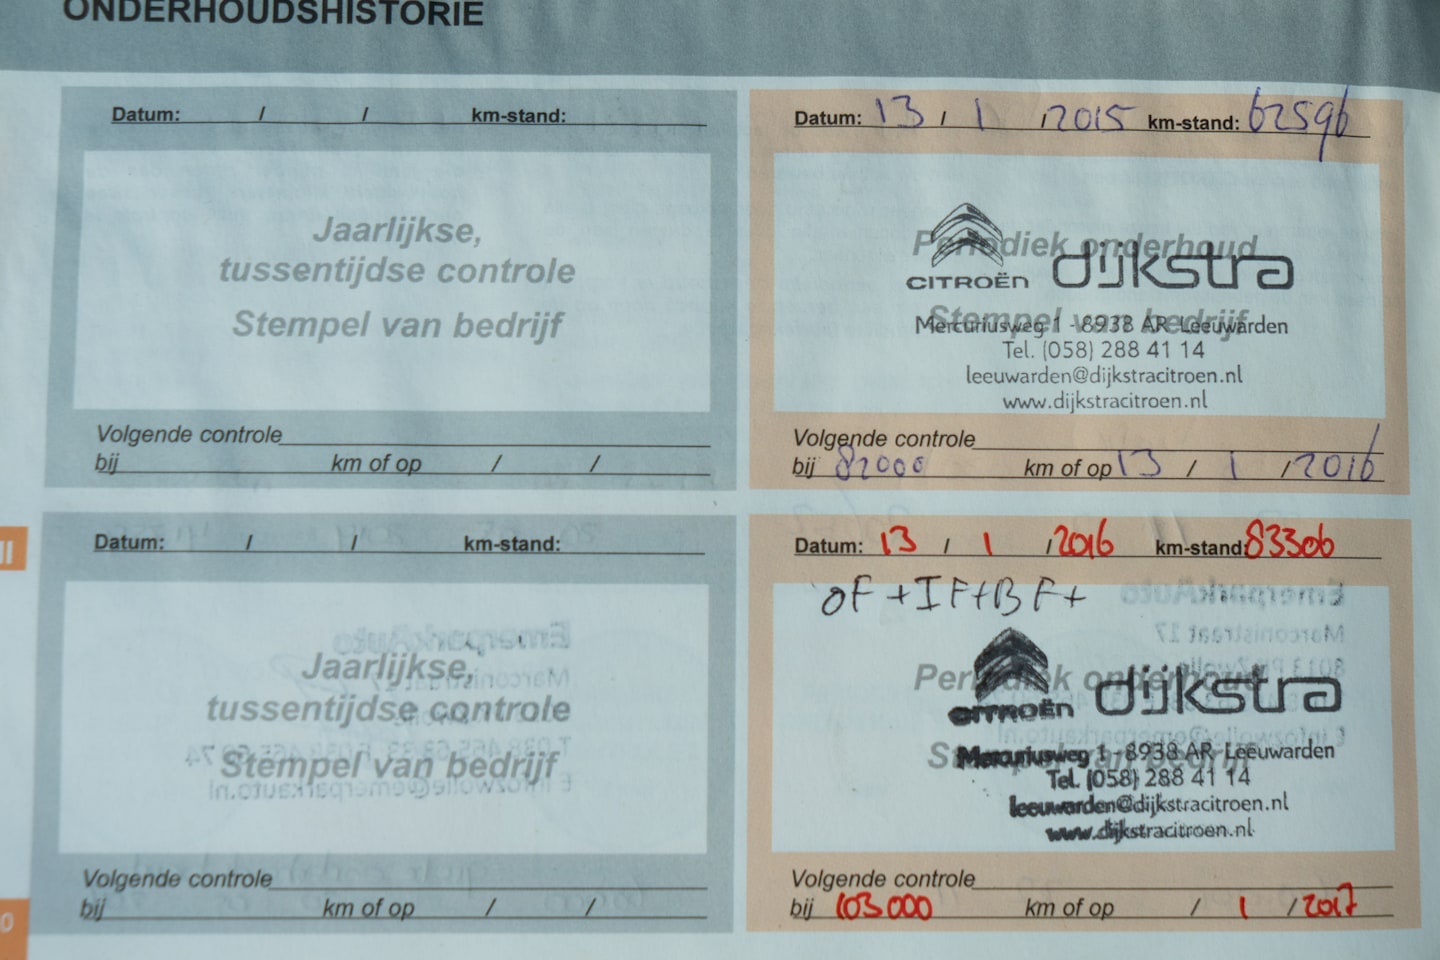 ONDERHOUDSHISTORIE
Datum: / / km-stand:
Jaarlijkse,
tussentijdse controle
Stempel van bedrijf
Volgende controle
bij km of op / /
Datum: 13 / 1 / 2015 km-stand: 62596
Periodiek onderhoud
CITROËN dijkstra
Stempel van bedrijf
Mercuriusweg 1 - 8938 AR Leeuwarden
Tel. (058) 288 41 14
leeuwarden@dijkstracitroen.nl
www.dijkstracitroen.nl
Volgende controle
bij 82000 km of op 13 / 1 / 2016
Datum: / / km-stand:
Jaarlijkse,
tussentijdse controle
Stempel van bedrijf
Volgende controle
bij km of op / /
Datum: 13 / 1 / 2016 km-stand: 83306
OF + IF + BF +
Periodiek onderhoud
CITROËN dijkstra
Stempel van bedrijf
Mercuriusweg 1 - 8938 AR Leeuwarden
Tel. (058) 288 41 14
leeuwarden@dijkstracitroen.nl
www.dijkstracitroen.nl
Volgende controle
bij 103.000 km of op / 1 / 2017